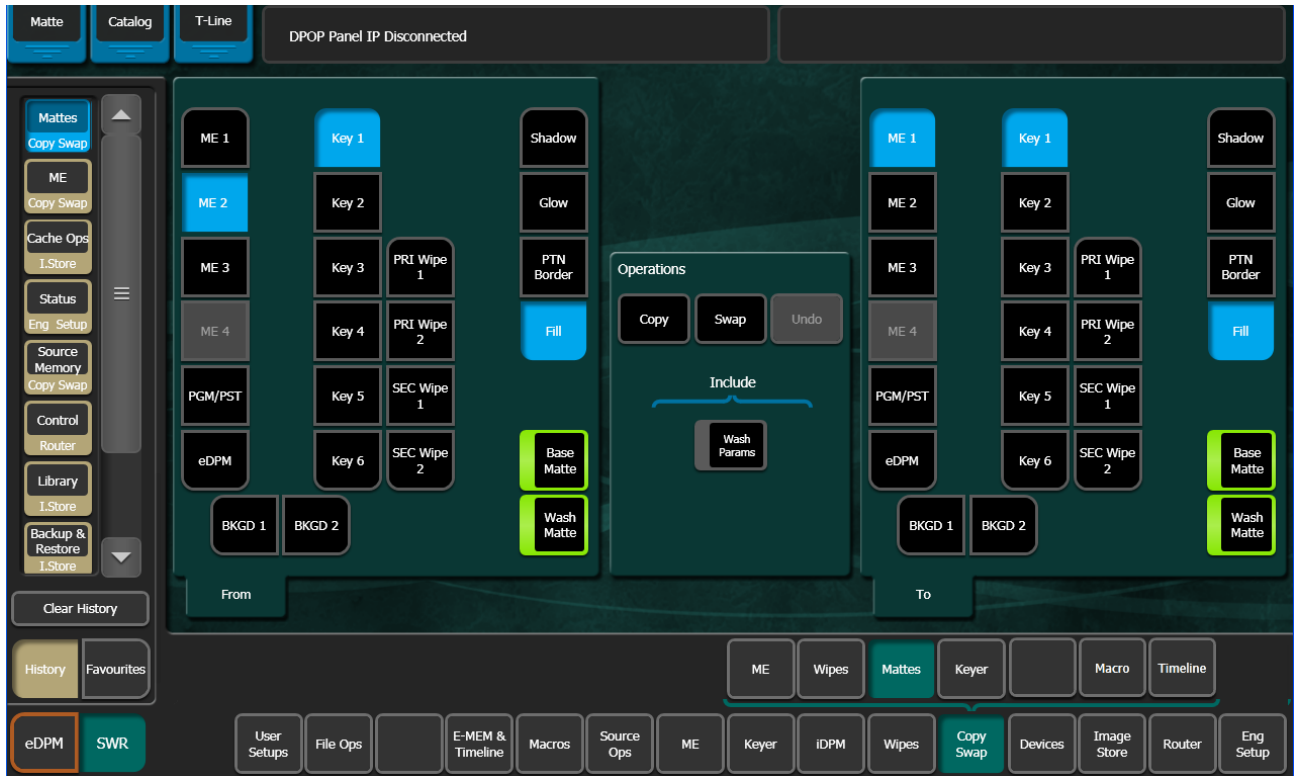 Matte
Catalog
T-Line
DPOP Panel IP Disconnected
Mattes
Copy Swap
ME
Copy Swap
Cache Ops
I.Store
Status
Eng Setup
Source
Memory
Copy Swap
Control
Router
Library
I.Store
Backup &
Restore
I.Store
Clear History
History
Favourites
eDPM
SWR
ME 1
ME 2
ME 3
ME 4
PGM/PST
eDPM
Key 1
Key 2
Key 3
Key 4
Key 5
Key 6
PRI Wipe
1
PRI Wipe
2
SEC Wipe
1
SEC Wipe
2
BKGD 1
BKGD 2
Shadow
Glow
PTN
Border
Fill
Base
Matte
Wash
Matte
From
Operations
Copy
Swap
Undo
Include
Wash
Params
ME 1
ME 2
ME 3
ME 4
PGM/PST
eDPM
Key 1
Key 2
Key 3
Key 4
Key 5
Key 6
PRI Wipe
1
PRI Wipe
2
SEC Wipe
1
SEC Wipe
2
BKGD 1
BKGD 2
Shadow
Glow
PTN
Border
Fill
Base
Matte
Wash
Matte
To
ME
Wipes
Mattes
Keyer
Macro
Timeline
User
Setups
File Ops
E-MEM &
Timeline
Macros
Source
Ops
ME
Keyer
iDPM
Wipes
Copy
Swap
Devices
Image
Store
Router
Eng
Setup